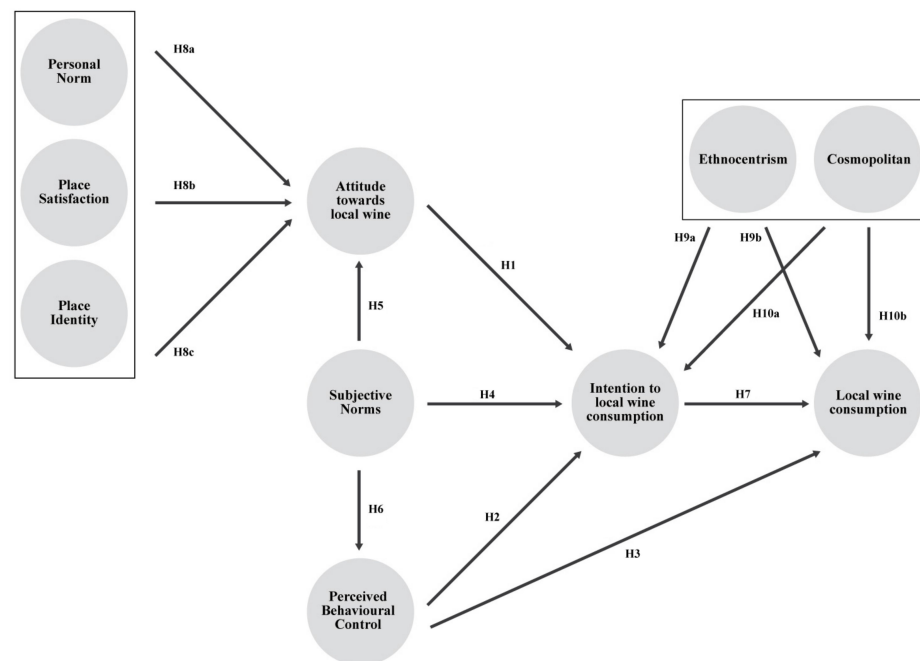 Personal
Norm
Place
Satisfaction
Place
Identity
H8a
H8b
H8c
Attitude
towards
local wine
H5
Subjective
Norms
H6
Perceived
Behavioural
Control
H1
H4
H2
H3
Ethnocentrism
Cosmopolitan
H9a
H9b
H10a
H10b
Intention to
local wine
consumption
H7
Local wine
consumption